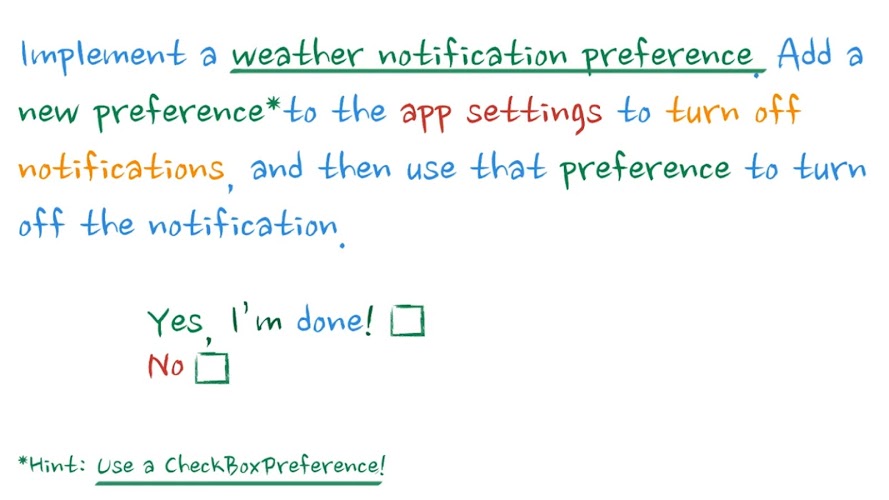 Implement a weather notification preference. Add a
new preference* to the app settings to turn off
notifications, and then use that preference to turn
off the notification.
Yes, I'm done!
No
*Hint: Use a CheckBoxPreference!